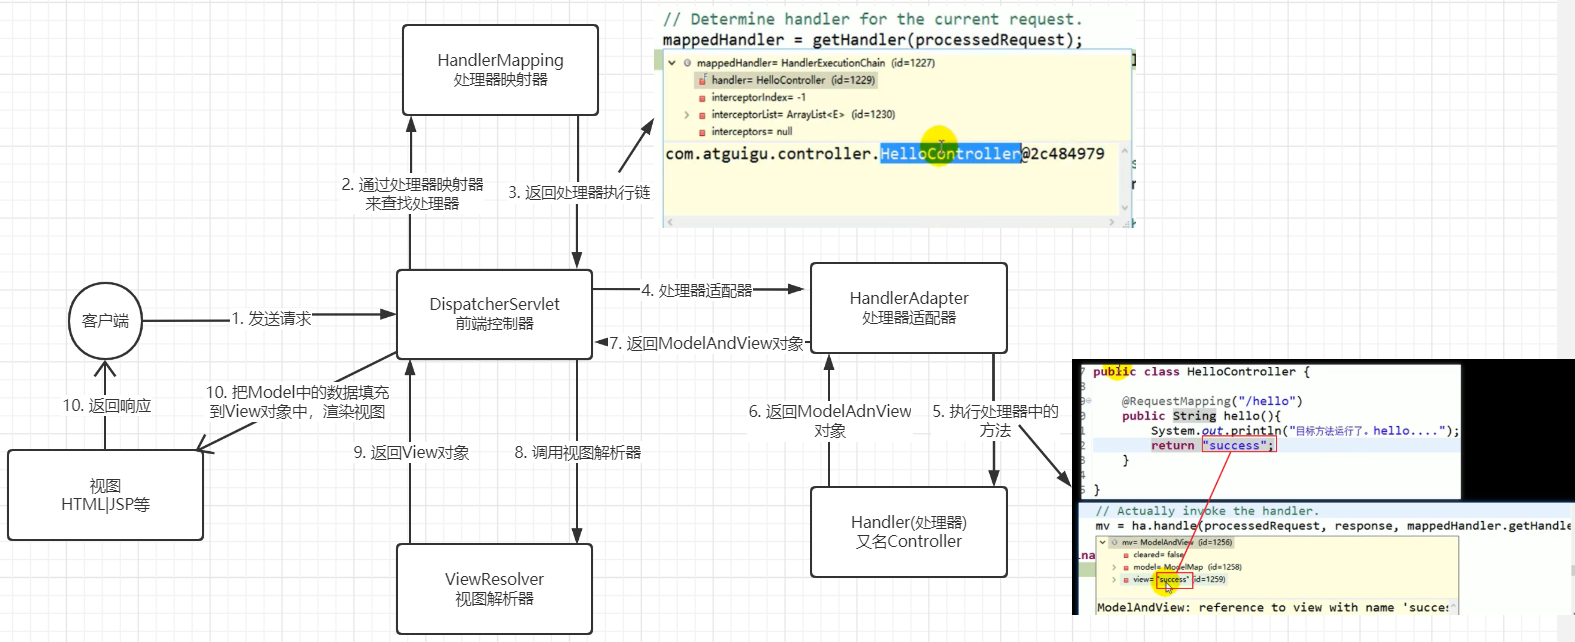 // Determine handler for the current request.
mappedHandler = getHandler(processedRequest);
mappedHandler= HandlerExecutionChain (id=1227)
handler= HelloController (id=1229)
interceptorIndex= -1
interceptorList= ArrayList<E> (id=1230)
interceptors= null
com.atguigu.controller.HelloController@2c484979
HandlerMapping
处理器映射器
2. 通过处理器映射器
来查找处理器
3. 返回处理器执行链
DispatcherServlet
前端控制器
4. 处理器适配器
HandlerAdapter
处理器适配器
客户端
1. 发送请求
7. 返回ModelAndView对象
10. 把Model中的数据填充
到View对象中，渲染视图
10. 返回响应
6. 返回ModelAdnView
对象
5. 执行处理器中的
方法
9. 返回View对象
8. 调用视图解析器
视图
HTML|JSP等
Handler(处理器)
又名Controller
ViewResolver
视图解析器
public class HelloController {
@RequestMapping("/hello")
public String hello(){
System.out.println("目标方法运行了。hello....");
return "success";
}
}
// Actually invoke the handler.
mv = ha.handle(processedRequest, response, mappedHandler.getHandle
mv= ModelAndView (id=1256)
cleared= false
model= ModelMap (id=1258)
view= "success" (id=1259)
ModelAndView: reference to view with name 'succes